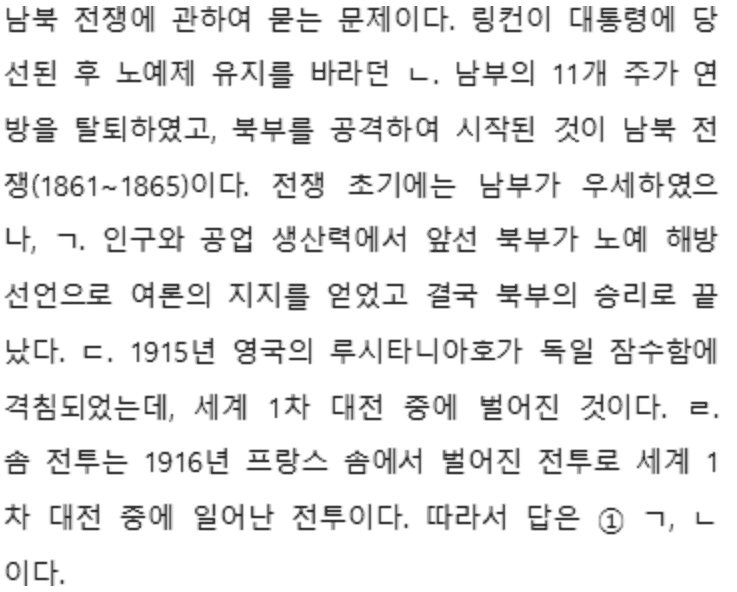 남북 전쟁에 관하여 묻는 문제이다. 링컨이 대통령에 당
선된 후 노예제 유지를 바라던 ㄴ. 남부의 11개 주가 연
방을 탈퇴하였고, 북부를 공격하여 시작된 것이 남북 전
쟁(1861~1865)이다. 전쟁 초기에는 남부가 우세하였으
나, ㄱ. 인구와 공업 생산력에서 앞선 북부가 노예 해방
선언으로 여론의 지지를 얻었고 결국 북부의 승리로 끝
났다. ㄷ. 1915년 영국의 루시타니아호가 독일 잠수함에
격침되었는데, 세계 1차 대전 중에 벌어진 것이다. ㄹ.
솜 전투는 1916년 프랑스 솜에서 벌어진 전투로 세계 1
차 대전 중에 일어난 전투이다. 따라서 답은 ① ㄱ, ㄴ
이다.